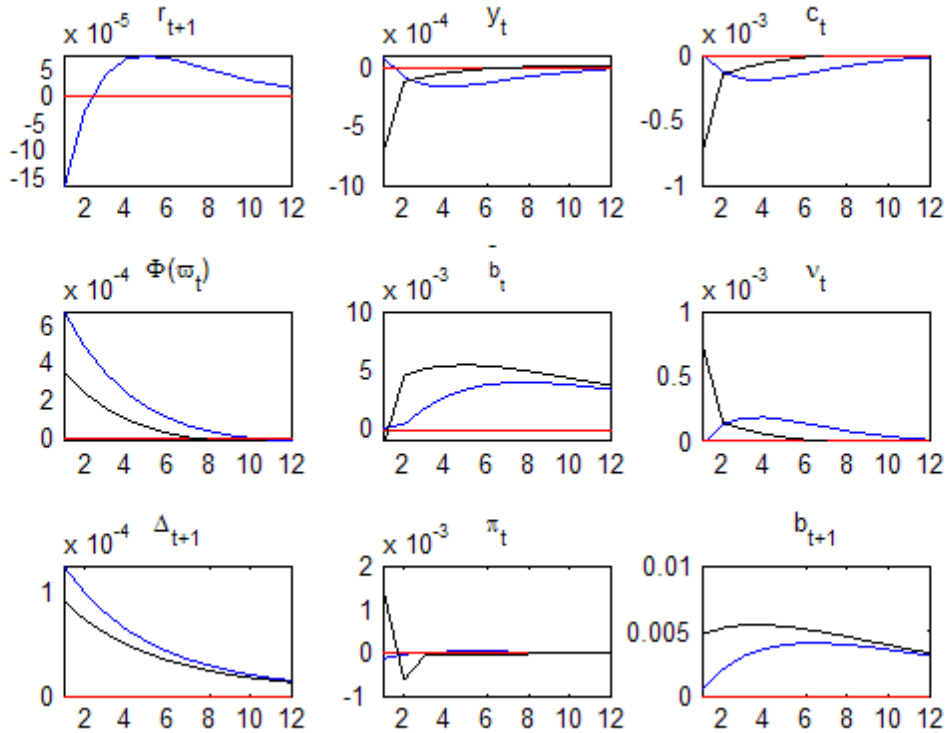 r_{t+1} y_t c_t
x 10^{-5} x 10^{-4} x 10^{-3}
5 0 0
0 -5 -0.5
-5 -10 -1
-10
-15
2 4 6 8 10 12 2 4 6 8 10 12 2 4 6 8 10 12
Φ(ϖ_t) b̄_t ν_t
x 10^{-4} x 10^{-3} x 10^{-3}
6 10 1
4 5 0.5
2 0 0
0
2 4 6 8 10 12 2 4 6 8 10 12 2 4 6 8 10 12
Δ_{t+1} π_t b_{t+1}
x 10^{-4} x 10^{-3}
1 2 0.01
0 1 0.005
0 0
-1
2 4 6 8 10 12 2 4 6 8 10 12 2 4 6 8 10 12